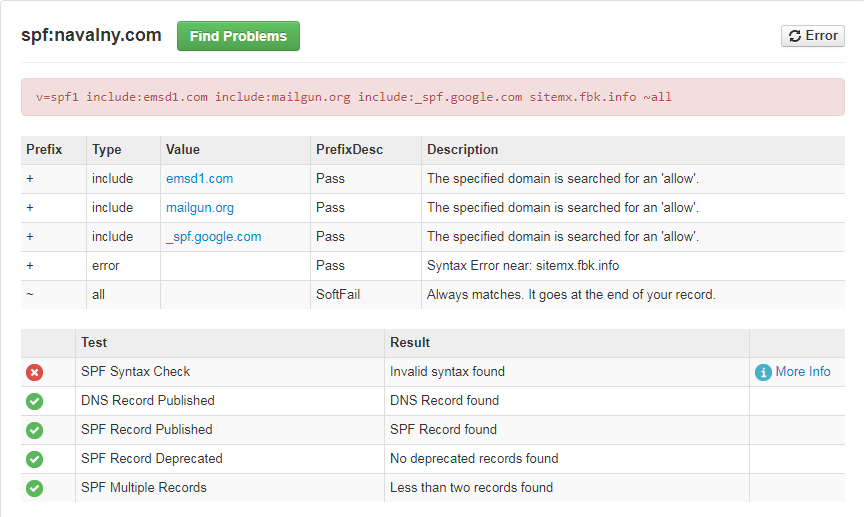 spf:navalny.com Find Problems Error
v=spf1 include:emsd1.com include:mailgun.org include:_spf.google.com sitemx.fbk.info ~all
Prefix Type Value PrefixDesc Description
+ include emsd1.com Pass The specified domain is searched for an 'allow'.
+ include mailgun.org Pass The specified domain is searched for an 'allow'.
+ include _spf.google.com Pass The specified domain is searched for an 'allow'.
+ error Pass Syntax Error near: sitemx.fbk.info
~ all SoftFail Always matches. It goes at the end of your record.
Test Result
SPF Syntax Check Invalid syntax found More Info
DNS Record Published DNS Record found
SPF Record Published SPF Record found
SPF Record Deprecated No deprecated records found
SPF Multiple Records Less than two records found